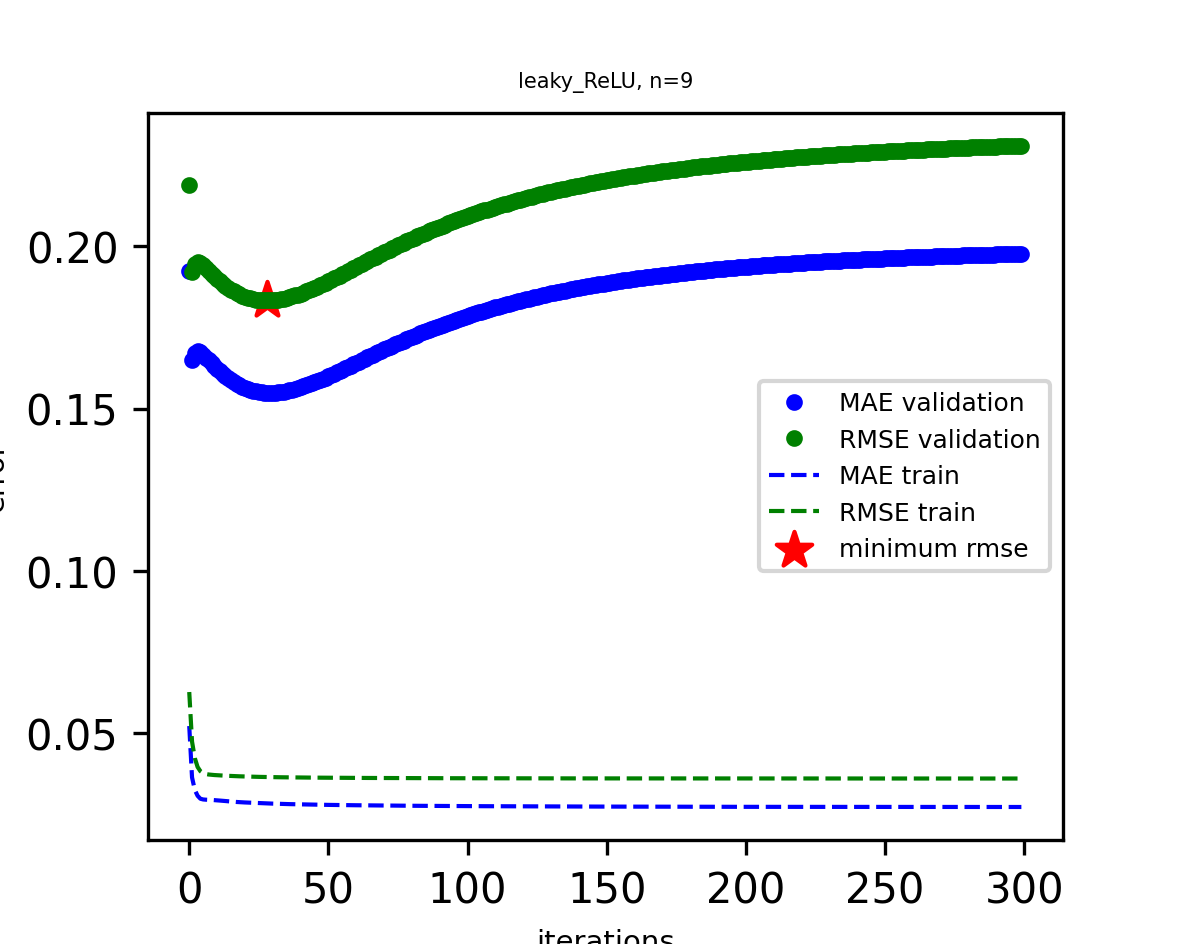 leaky_ReLU, n=9
0.20
0.15
0.10
0.05
MAE validation
RMSE validation
MAE train
RMSE train
minimum rmse
0 50 100 150 200 250 300
iterations